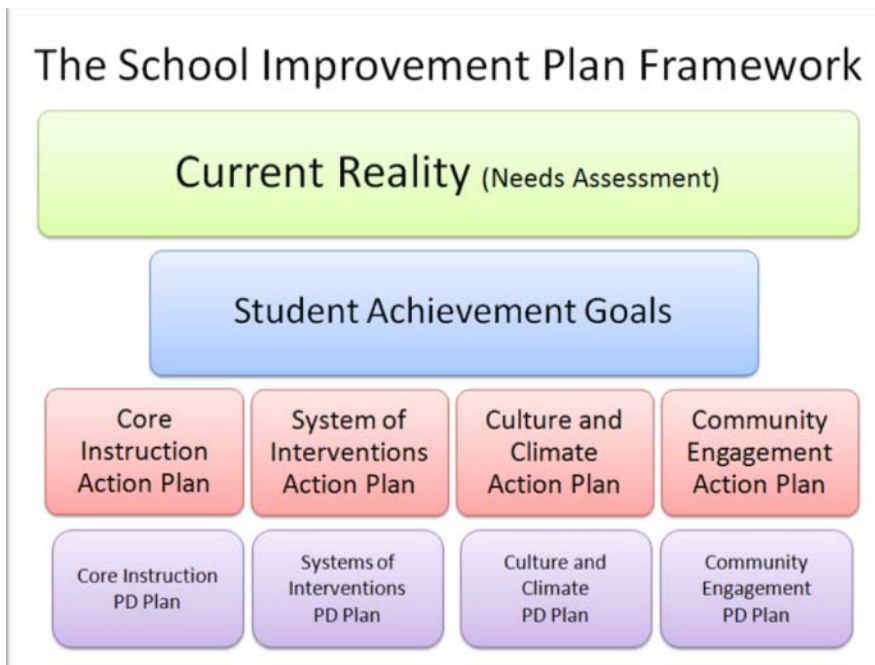 The School Improvement Plan Framework
Current Reality (Needs Assessment)
Student Achievement Goals
Core
Instruction
Action Plan
System of
Interventions
Action Plan
Culture and
Climate
Action Plan
Community
Engagement
Action Plan
Core Instruction
PD Plan
Systems of
Interventions
PD Plan
Culture and
Climate
PD Plan
Community
Engagement
PD Plan